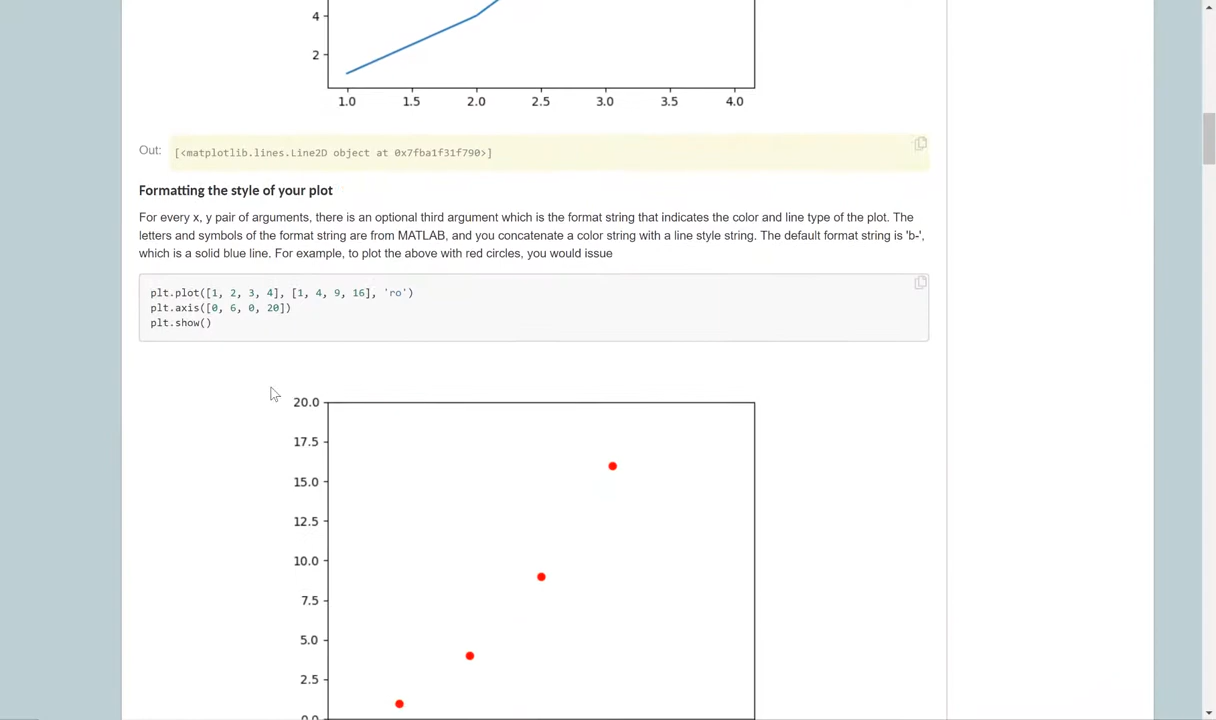 4
2
1.0 1.5 2.0 2.5 3.0 3.5 4.0
Out:
[<matplotlib.lines.Line2D object at 0x7fba1f31f790>]
Formatting the style of your plot
For every x, y pair of arguments, there is an optional third argument which is the format string that indicates the color and line type of the plot. The
letters and symbols of the format string are from MATLAB, and you concatenate a color string with a line style string. The default format string is 'b-',
which is a solid blue line. For example, to plot the above with red circles, you would issue
plt.plot([1, 2, 3, 4], [1, 4, 9, 16], 'ro')
plt.axis([0, 6, 0, 20])
plt.show()
20.0
17.5
15.0
12.5
10.0
7.5
5.0
2.5
0.0